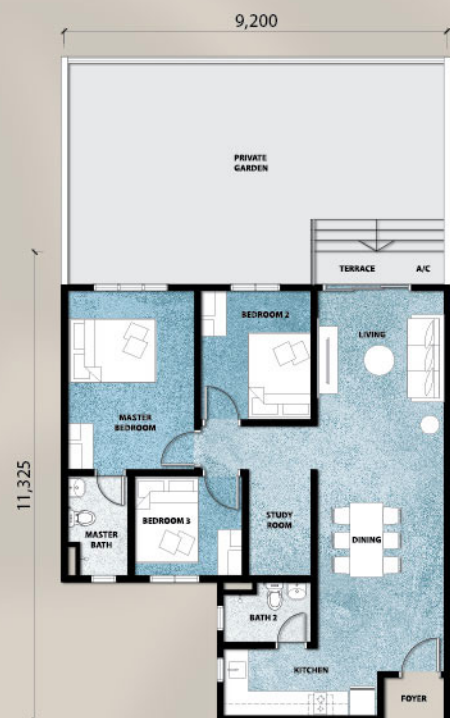 9,200
PRIVATE
GARDEN
TERRACE
A/C
BEDROOM 2
LIVING
MASTER
BEDROOM
11,325
BEDROOM 3
STUDY
ROOM
MASTER
BATH
DINING
BATH 2
KITCHEN
FOYER